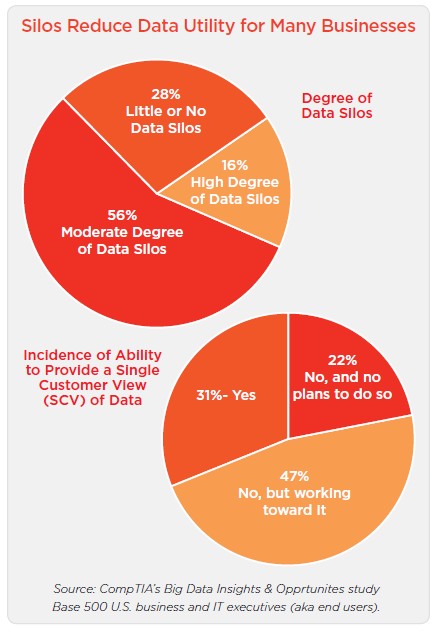 Silos Reduce Data Utility for Many Businesses
28%
Little or No
Data Silos
Degree of
Data Silos
16%
High Degree
of Data Silos
56%
Moderate Degree
of Data Silos
Incidence of Ability
to Provide a Single
Customer View
(SCV) of Data
22%
No, and no
plans to do so
31%- Yes
47%
No, but working
toward it
Source: CompTIA's Big Data Insights & Opprtunites study
Base 500 U.S. business and IT executives (aka end users).